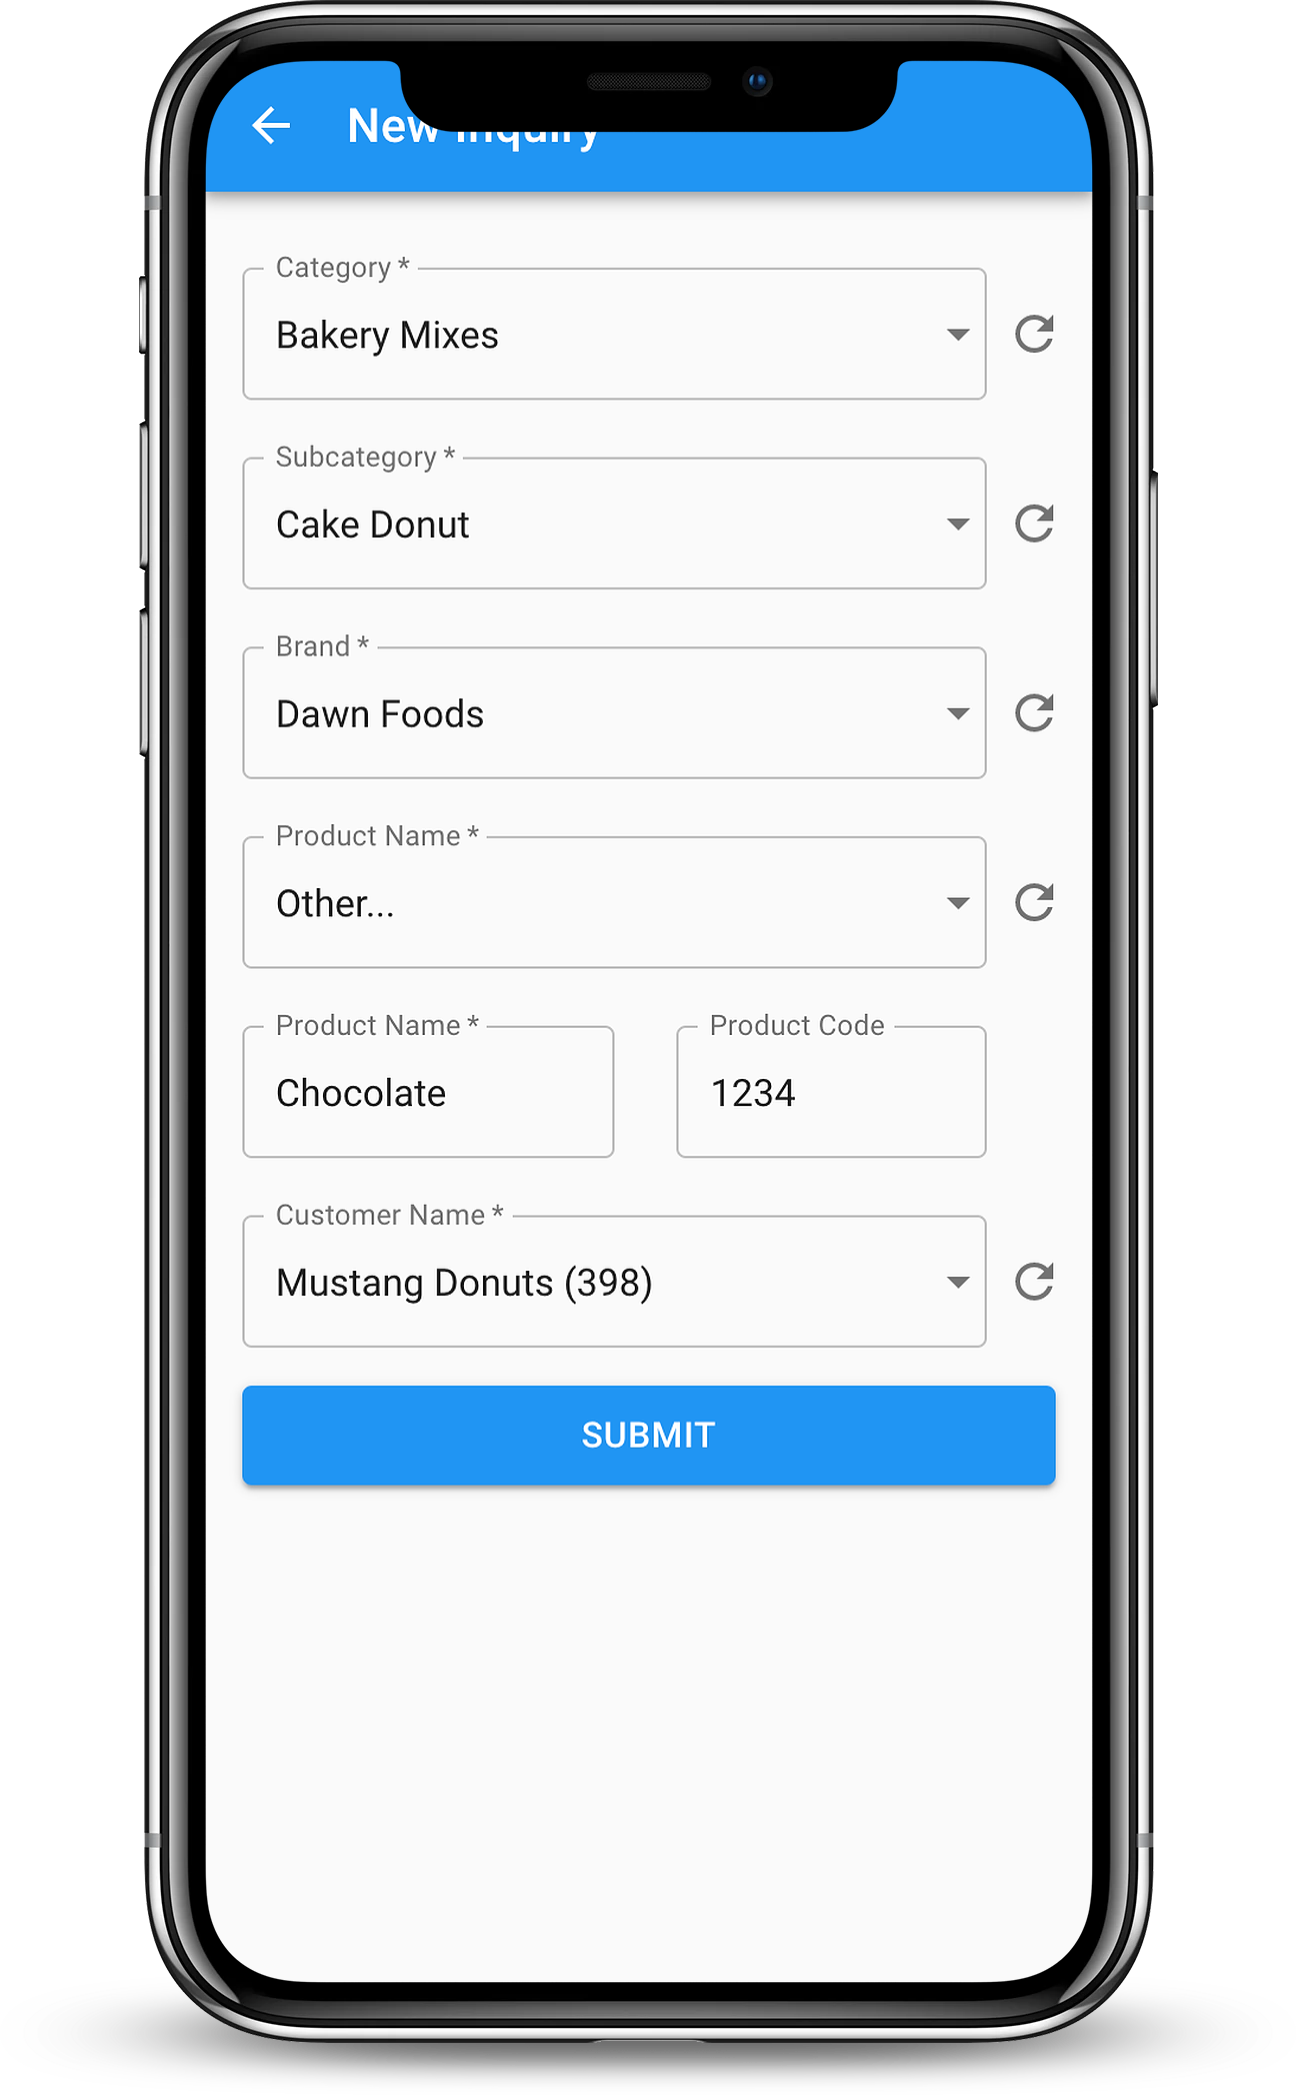 New Inquiry
Category *
Bakery Mixes
Subcategory *
Cake Donut
Brand *
Dawn Foods
Product Name *
Other...
Product Name *
Product Code
Chocolate
1234
Customer Name *
Mustang Donuts (398)
SUBMIT